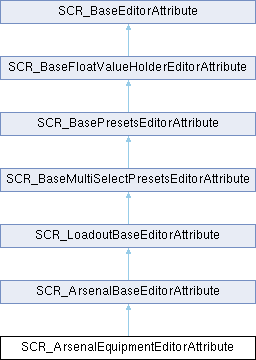 SCR_BaseEditorAttribute
SCR_BaseFloatValueHolderEditorAttribute
SCR_BasePresetsEditorAttribute
SCR_BaseMultiSelectPresetsEditorAttribute
SCR_LoadoutBaseEditorAttribute
SCR_ArsenalBaseEditorAttribute
SCR_ArsenalEquipmentEditorAttribute